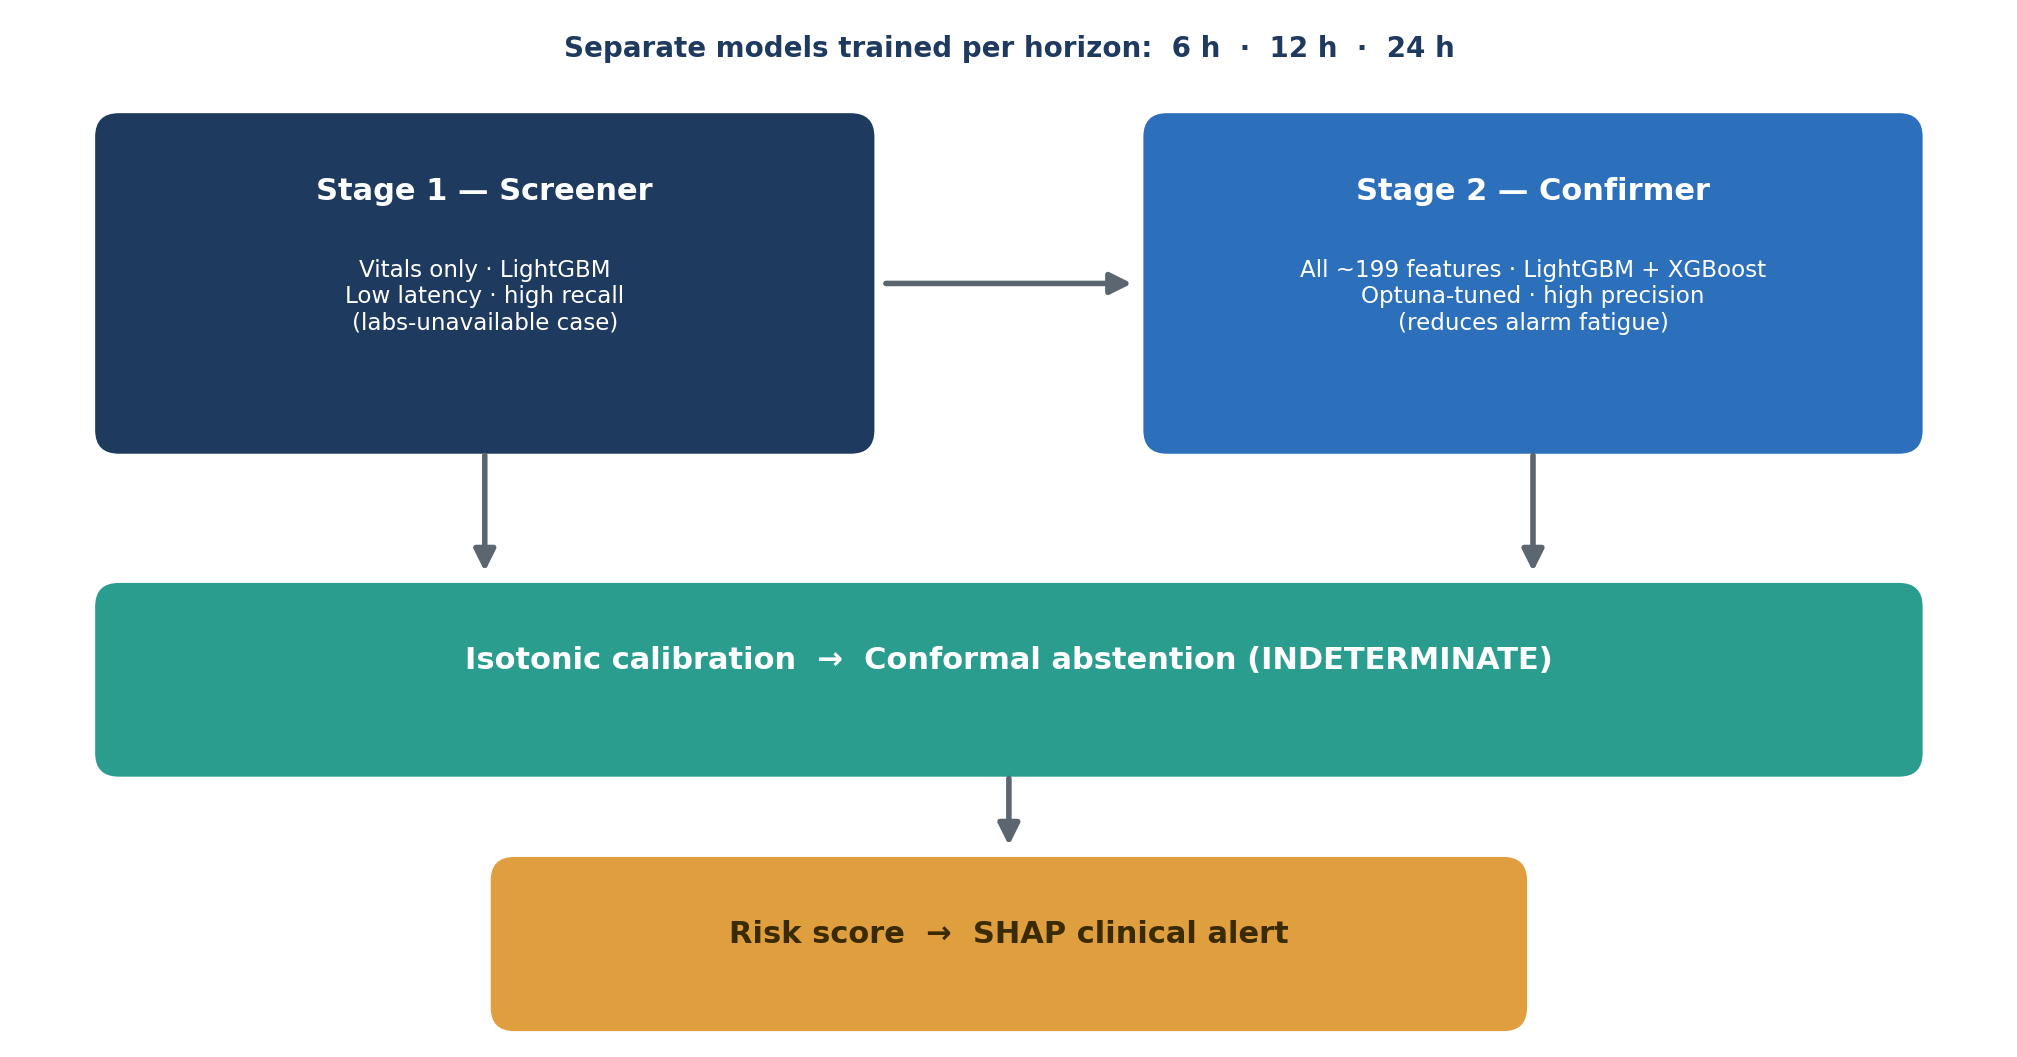 Separate models trained per horizon:  6 h  ·  12 h  ·  24 h
Stage 1 — Screener
Vitals only · LightGBM
Low latency · high recall
(labs-unavailable case)
Stage 2 — Confirmer
All ~199 features · LightGBM + XGBoost
Optuna-tuned · high precision
(reduces alarm fatigue)
Isotonic calibration  →  Conformal abstention (INDETERMINATE)
Risk score  →  SHAP clinical alert